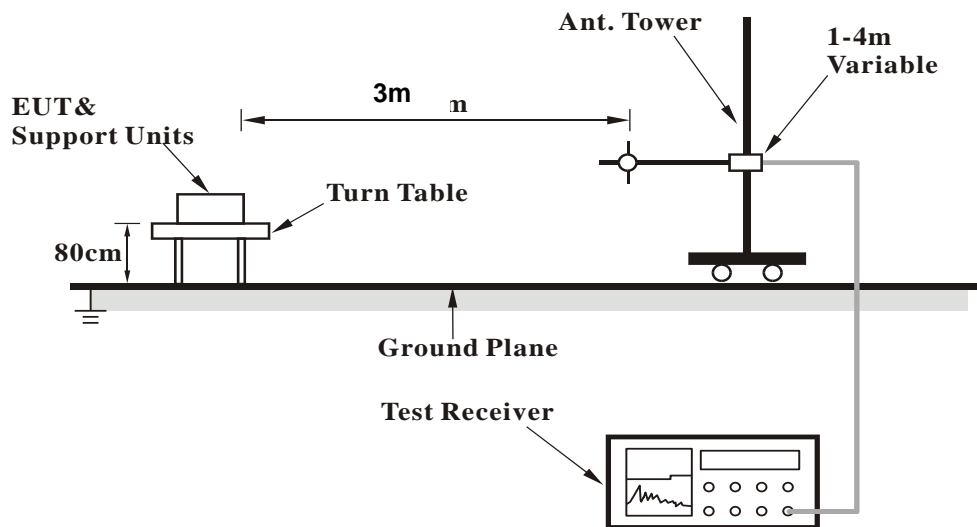 Ant. Tower
1-4m
Variable
3m
EUT&
Support Units
Turn Table
80cm
Ground Plane
Test Receiver